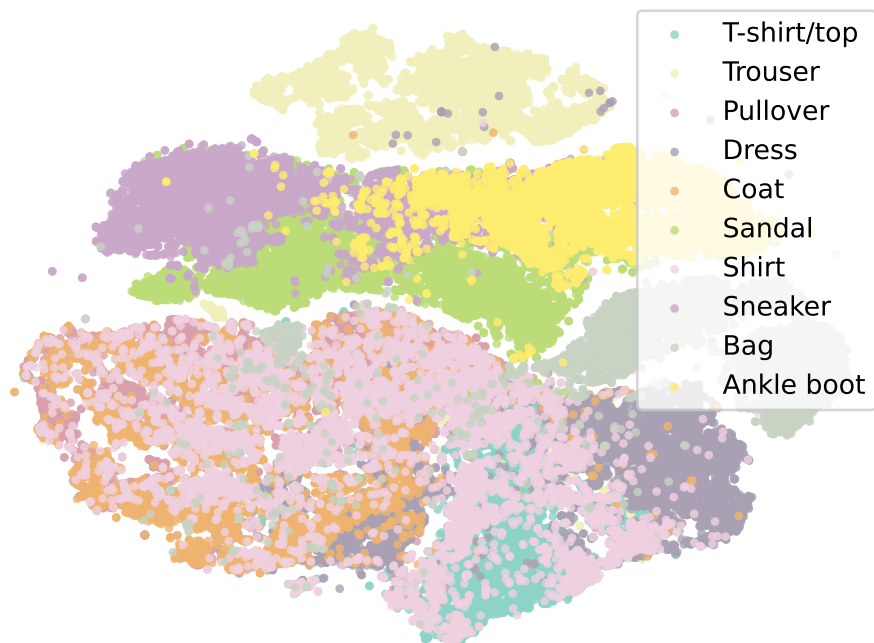 T-shirt/top
Trouser
Pullover
Dress
Coat
Sandal
Shirt
Sneaker
Bag
Ankle boot